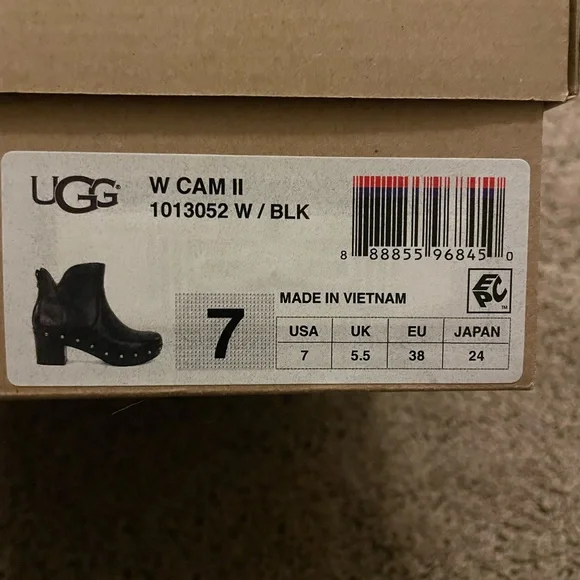 UGG®
W CAM II
1013052 W / BLK
8 88855 96845 0
EPC
7
MADE IN VIETNAM
USA UK EU JAPAN
7 5.5 38 24